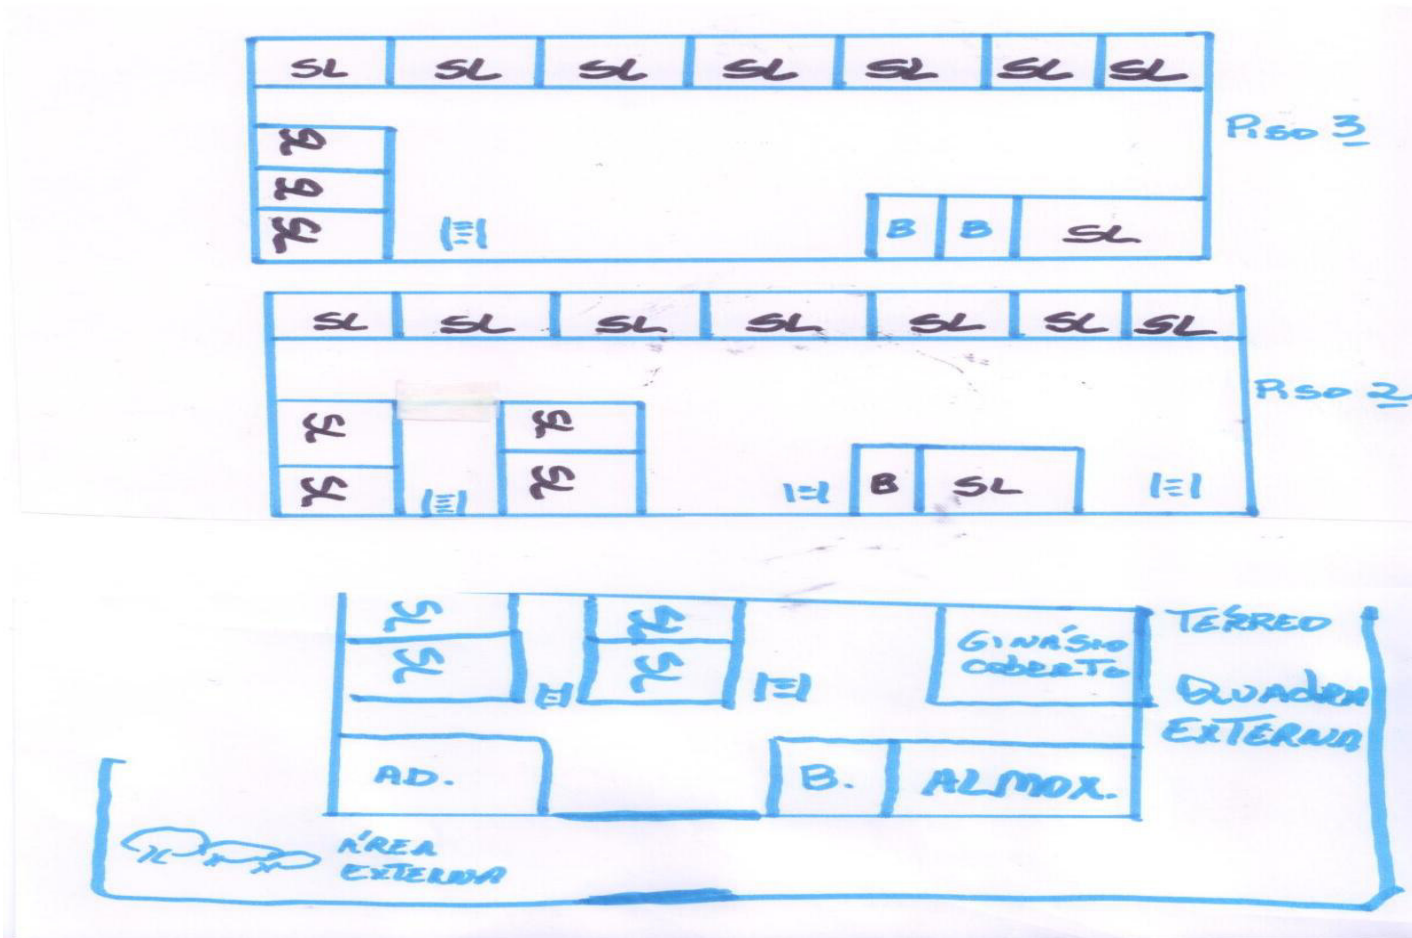 SL SL SL SL SL SL SL
Piso 3
SL
SL
SL
B B SL
SL SL SL SL SL SL SL
Piso 2
SL SL
SL SL
B SL
SL SL
SL SL
GINÁSIO
COBERTO
TÉRREO
QUADRA
EXTERNA
AD.
B.
ALMOX.
ÁREA
EXTERNA